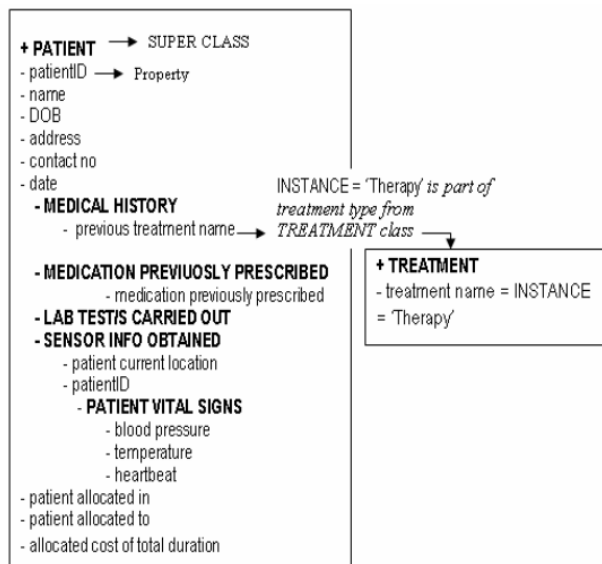 + PATIENT → SUPER CLASS
- patientID → Property
- name
- DOB
- address
- contact no
- date
- MEDICAL HISTORY
- previous treatment name
INSTANCE = 'Therapy' is part of
treatment type from
TREATMENT class
- MEDICATION PREVIUOSLY PRESCRIBED
- medication previously prescribed
- LAB TEST/S CARRIED OUT
- SENSOR INFO OBTAINED
- patient current location
- patientID
- PATIENT VITAL SIGNS
- blood pressure
- temperature
- heartbeat
- patient allocated in
- patient allocated to
- allocated cost of total duration
+ TREATMENT
- treatment name = INSTANCE
= 'Therapy'